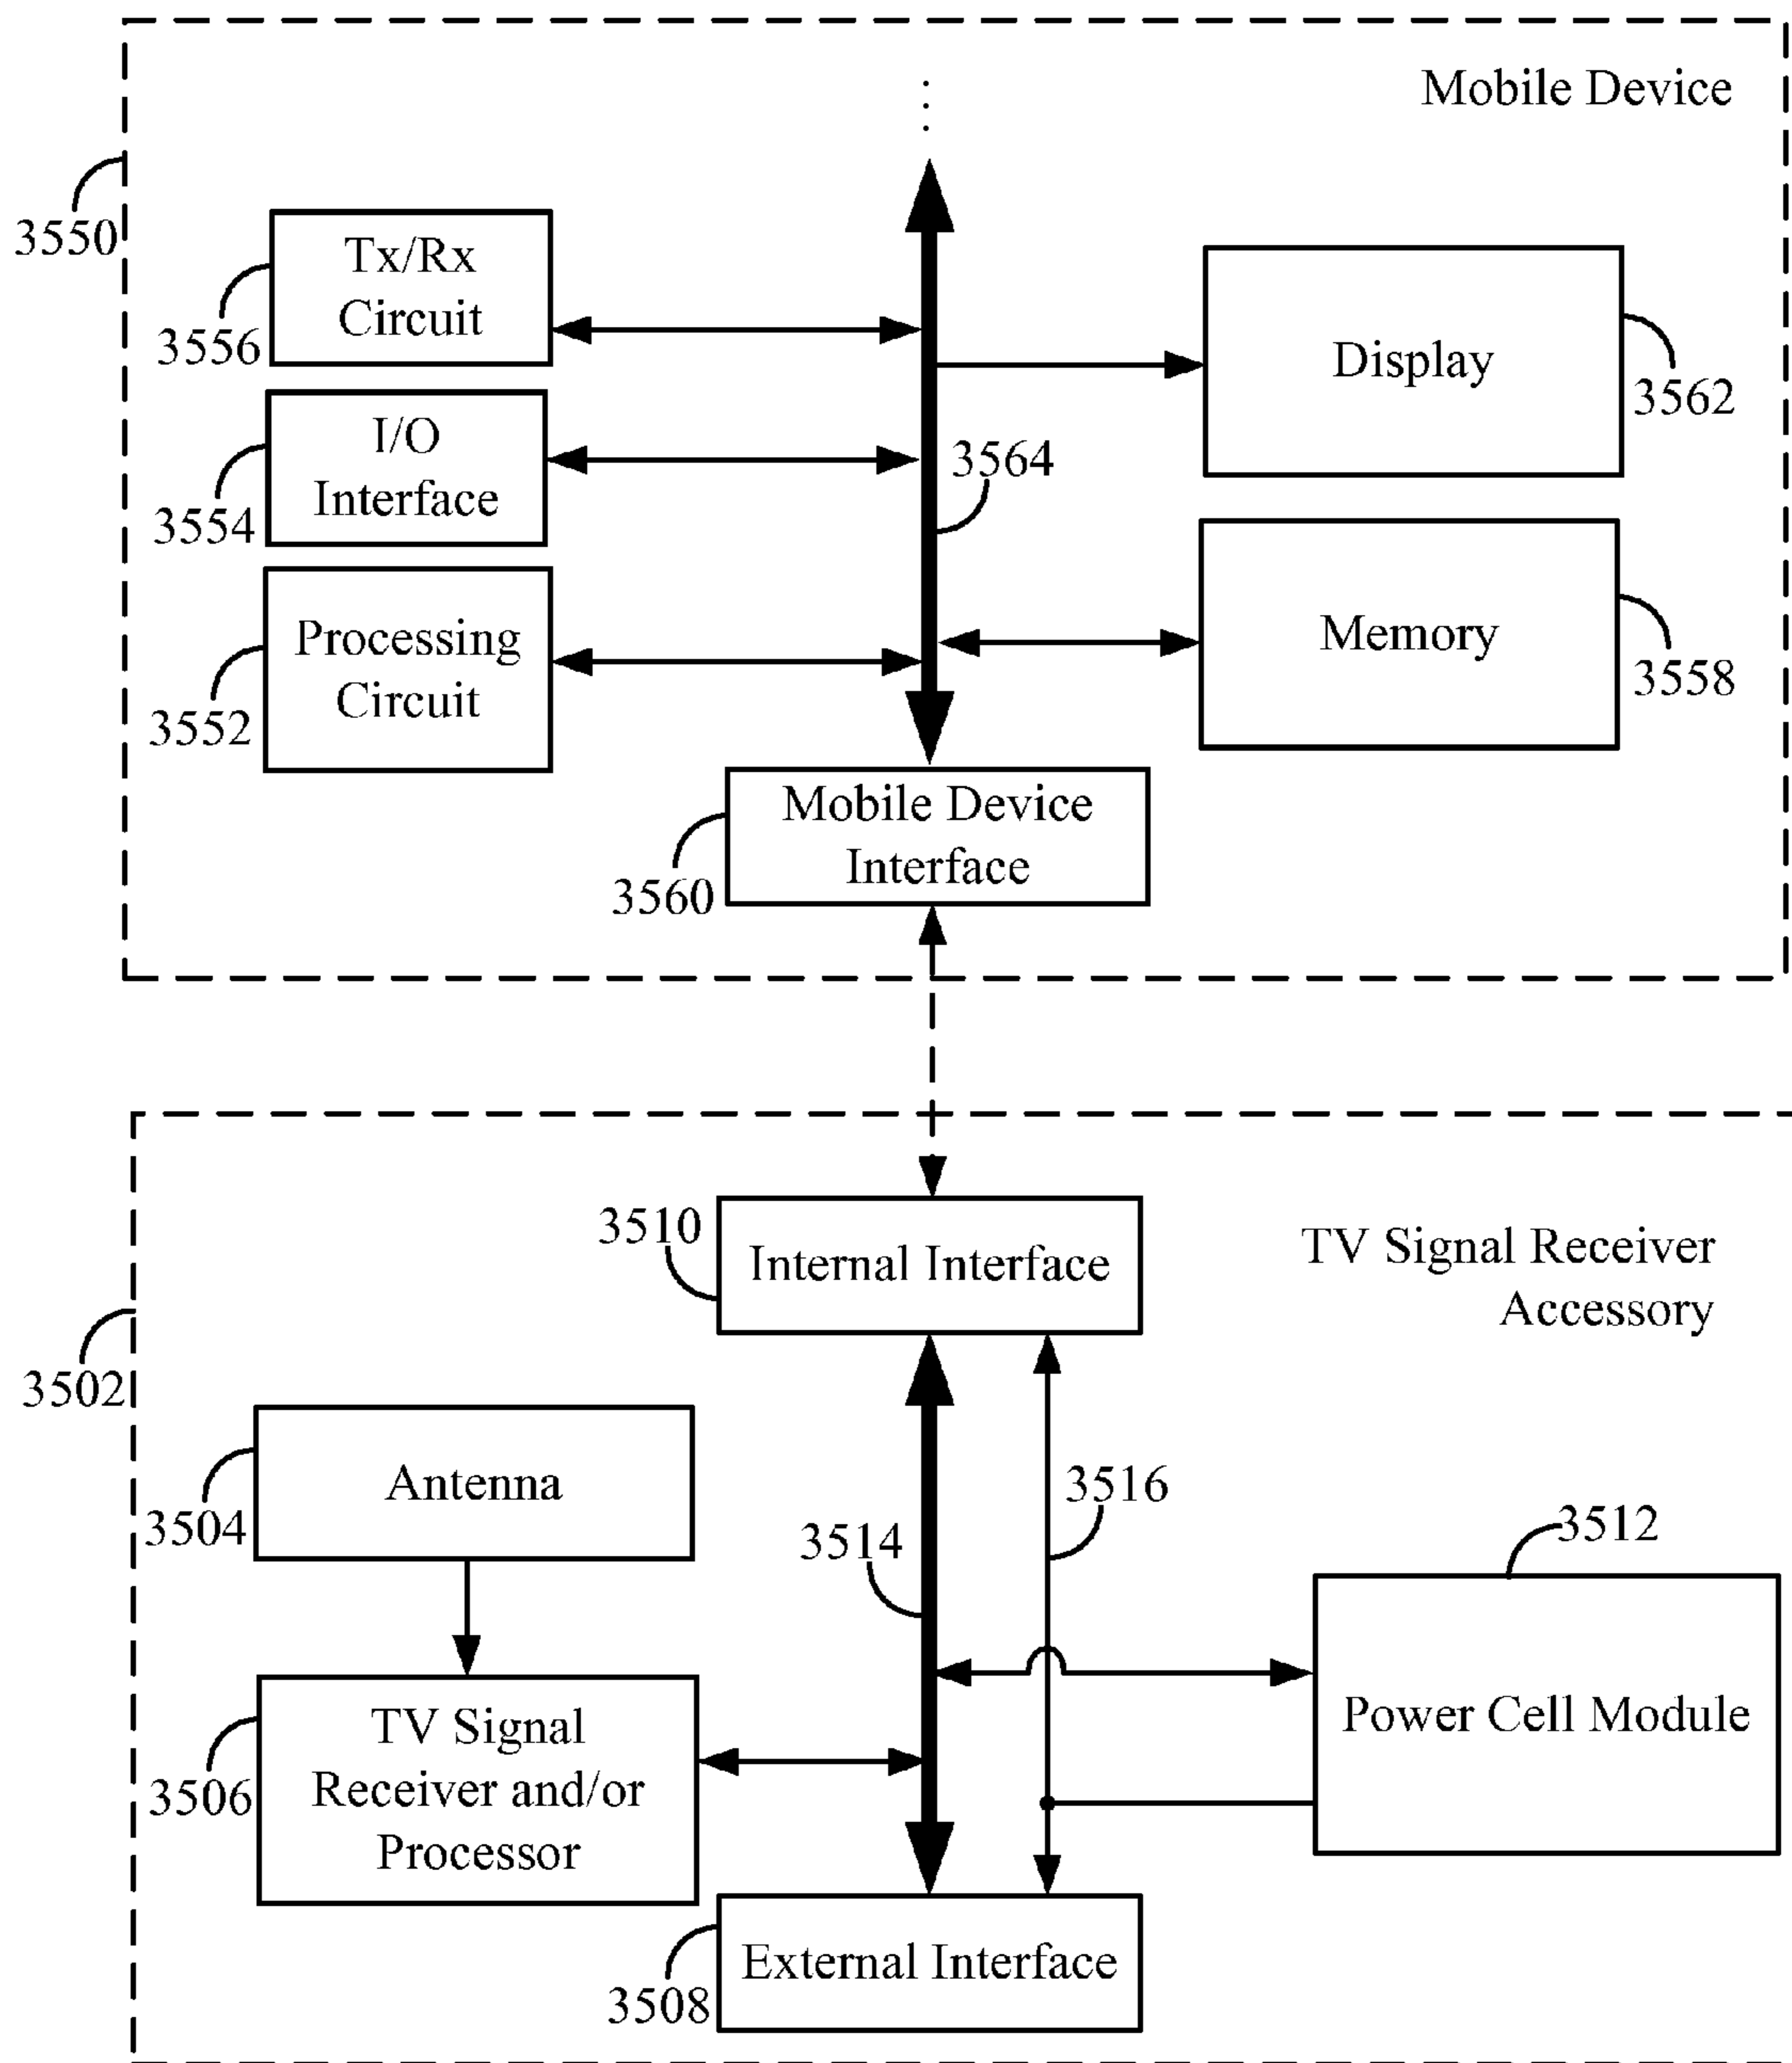 Mobile Device
3550
Tx/Rx
Circuit
3556
Display
3562
I/O
Interface
3554
3564
Processing
Circuit
3552
Memory
3558
Mobile Device
Interface
3560
3510
Internal Interface
TV Signal Receiver
Accessory
3502
Antenna
3504
3514
3516
3512
Power Cell Module
TV Signal
Receiver and/or
Processor
3506
External Interface
3508